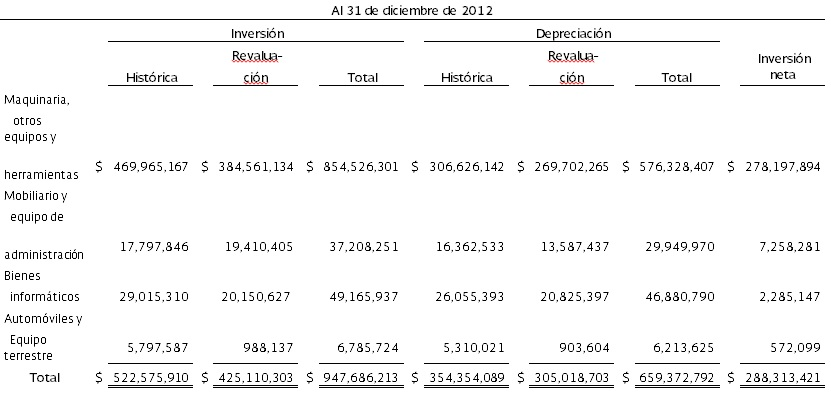 Al 31 de diciembre de 2012
Inversión Depreciación
Revalua- Revalua- Inversión
Histórica ción Total Histórica ción Total neta
Maquinaria,
otros
equipos y
herramientas $ 469,965,167 $ 384,561,134 $ 854,526,301 $ 306,626,142 $ 269,702,265 $ 576,328,407 $ 278,197,894
Mobiliario y
equipo de
administración 17,797,846 19,410,405 37,208,251 16,362,533 13,587,437 29,949,970 7,258,281
Bienes
informáticos 29,015,310 20,150,627 49,165,937 26,055,393 20,825,397 46,880,790 2,285,147
Automóviles y
Equipo
terrestre 5,797,587 988,137 6,785,724 5,310,021 903,604 6,213,625 572,099
Total $ 522,575,910 $ 425,110,303 $ 947,686,213 $ 354,354,089 $ 305,018,703 $ 659,372,792 $ 288,313,421